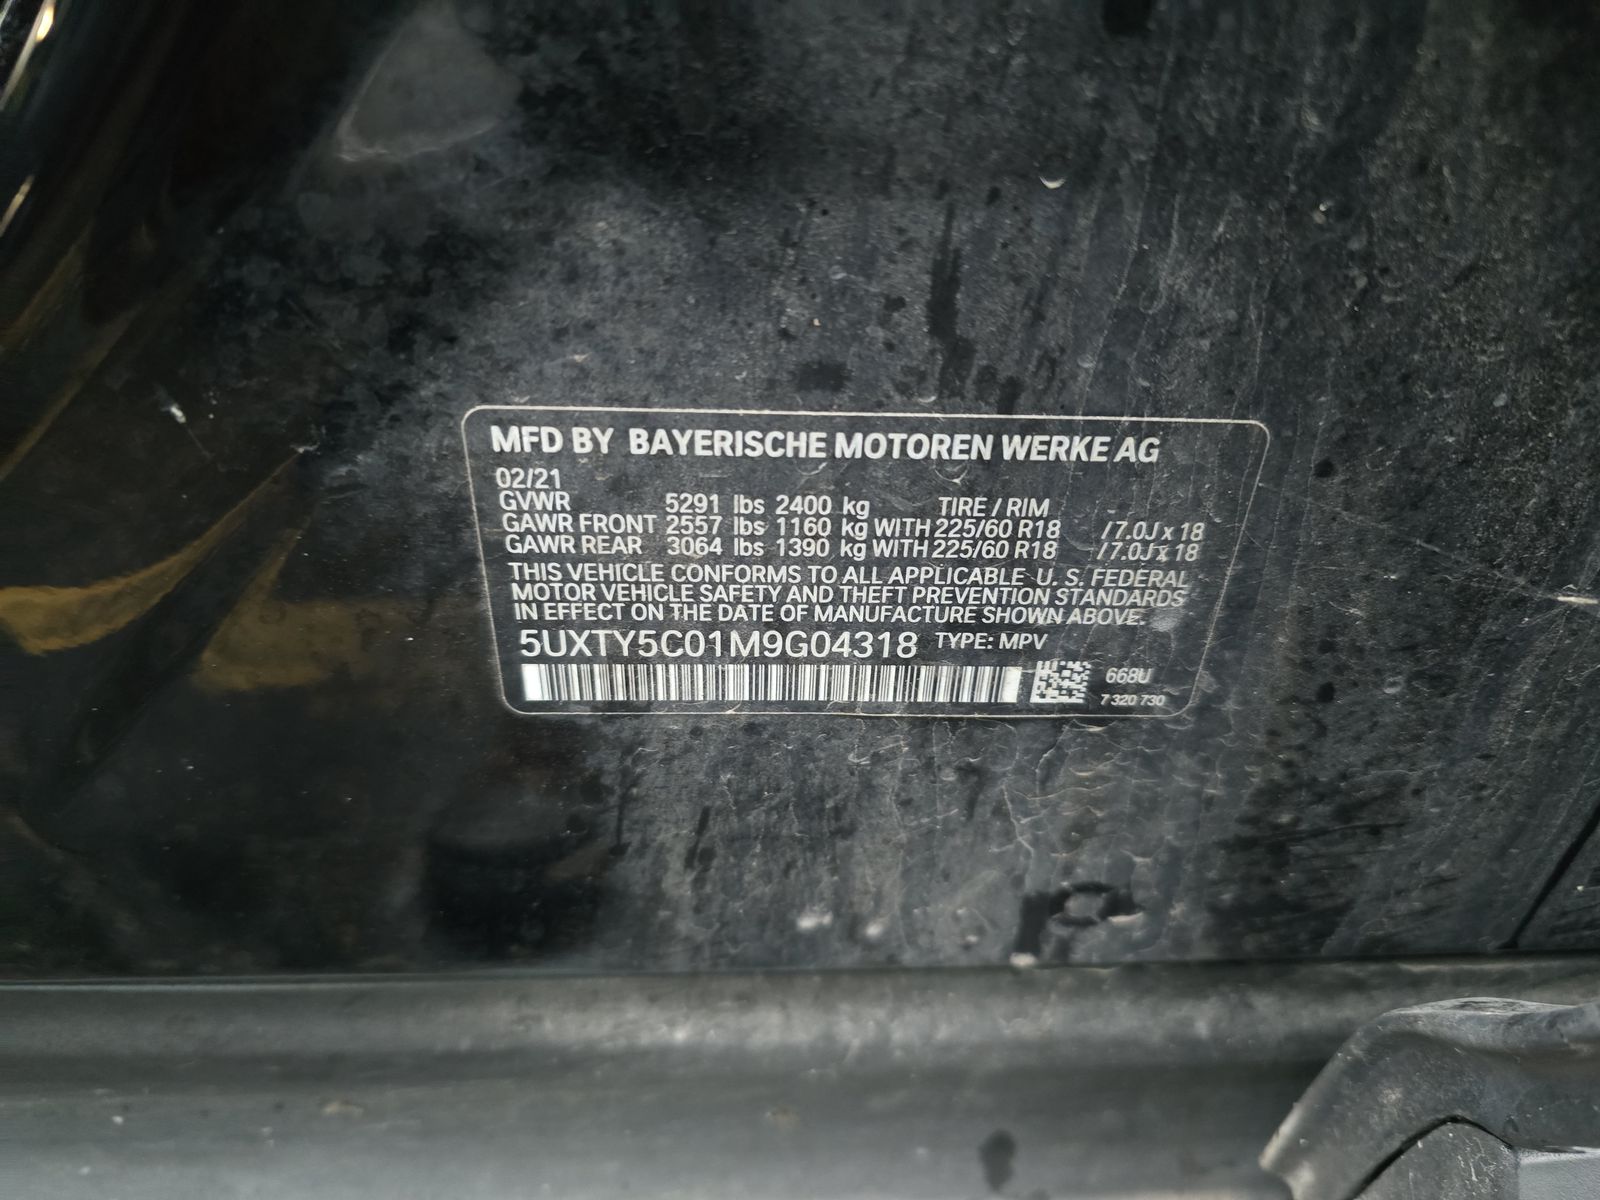 MFD BY BAYERISCHE MOTOREN WERKE AG
02/21
GVWR 5291 lbs 2400 kg TIRE / RIM
GAWR FRONT 2557 lbs 1160 kg WITH 225/60 R18 /7.0J x 18
GAWR REAR 3064 lbs 1390 kg WITH 225/60 R18 /7.0J x 18
THIS VEHICLE CONFORMS TO ALL APPLICABLE U. S. FEDERAL
MOTOR VEHICLE SAFETY AND THEFT PREVENTION STANDARDS
IN EFFECT ON THE DATE OF MANUFACTURE SHOWN ABOVE.
5UXTY5C01M9G04318 TYPE: MPV
668U
7 320 730